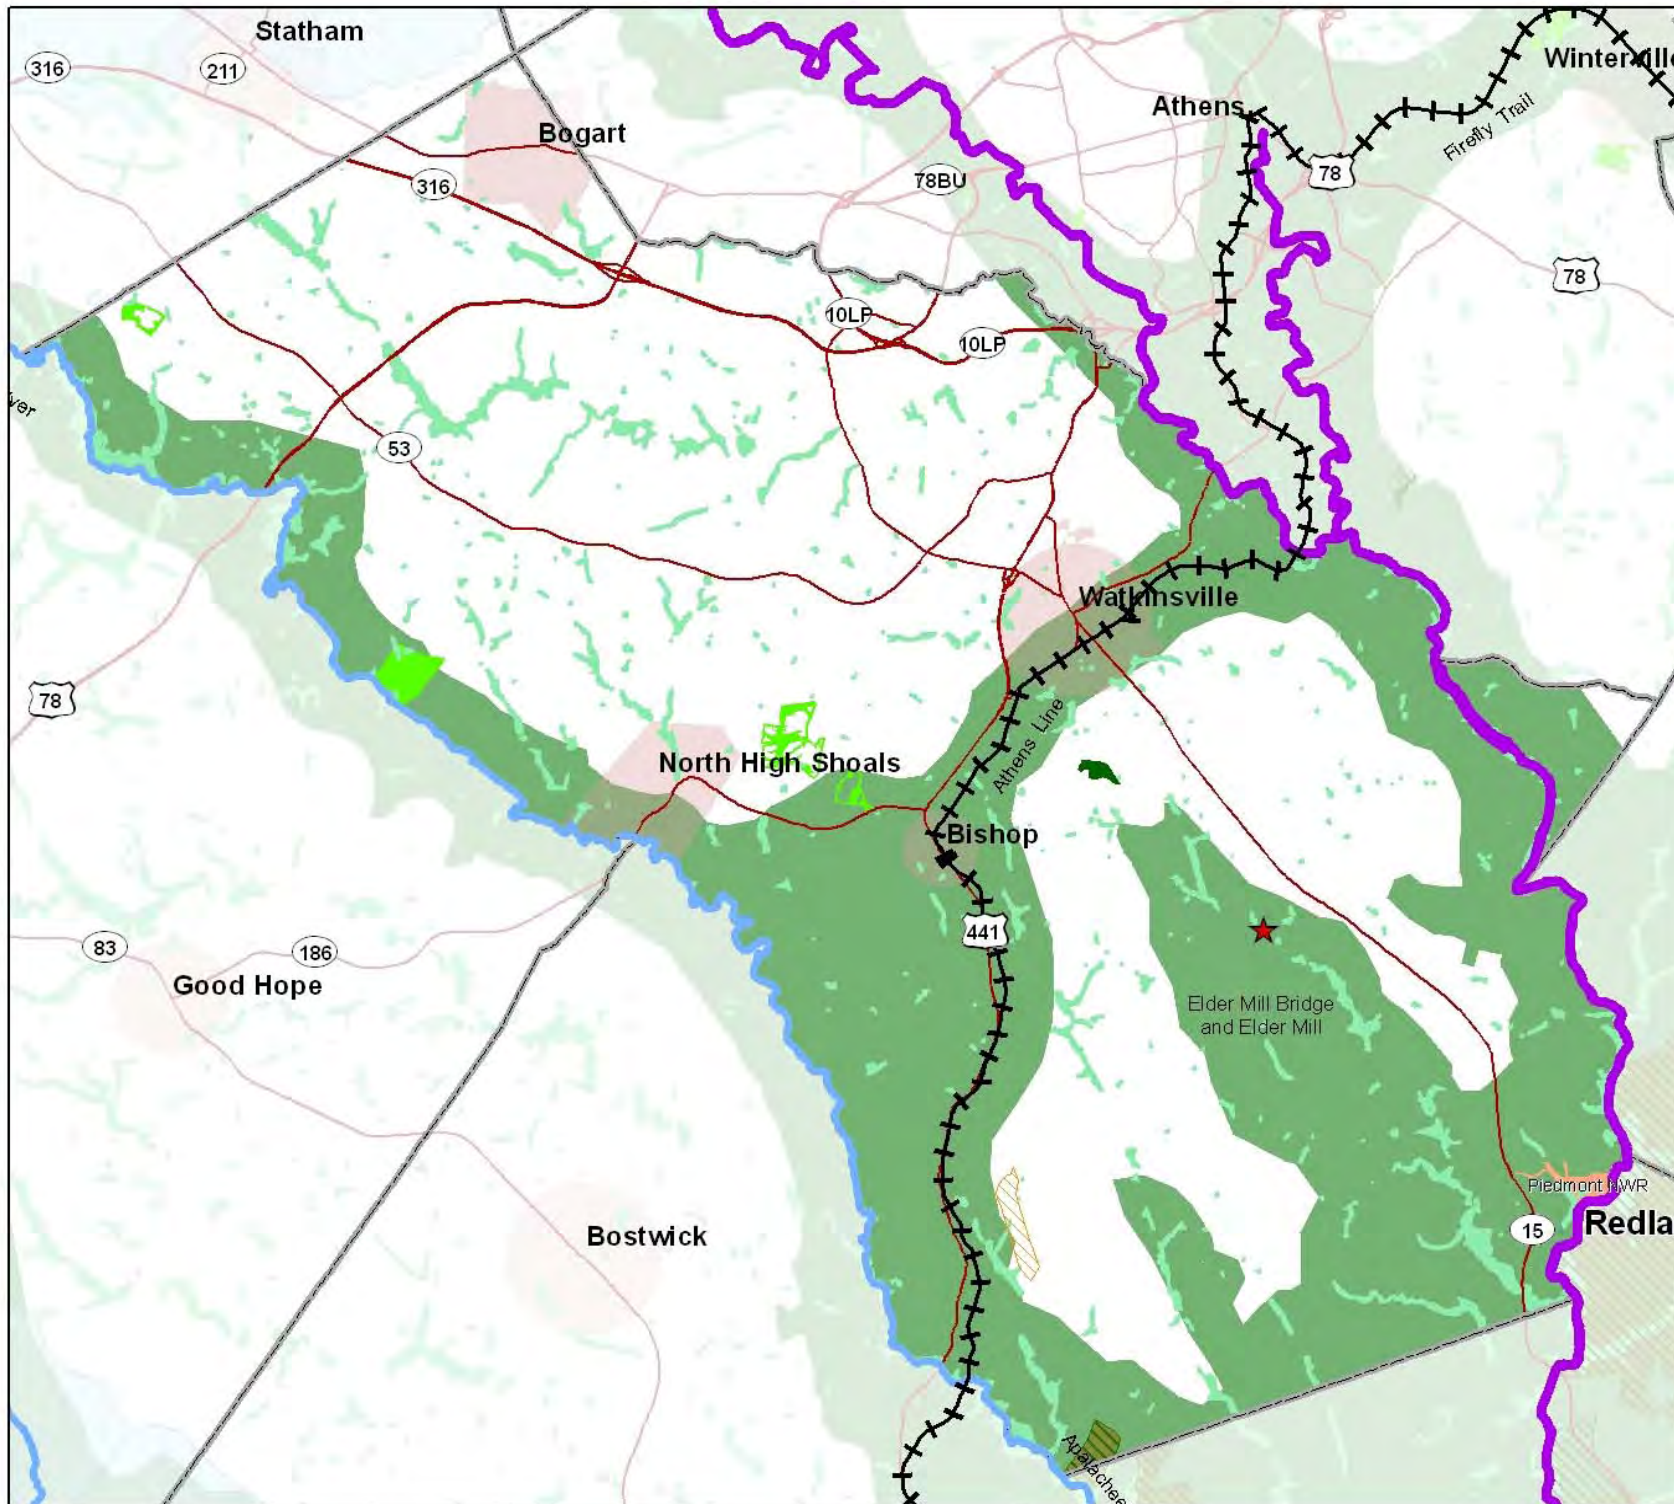 Statham
316
211
Winterville
Athens
Firefly Trail
Bogart
78
316
78BU
78
10LP
10LP
53
Watkinsville
78
Athens Line
North High Shoals
Bishop
441
83
186
Good Hope
Elder Mill Bridge
and Elder Mill
Piedmont NWR
15
Redla
Bostwick
Apalachee